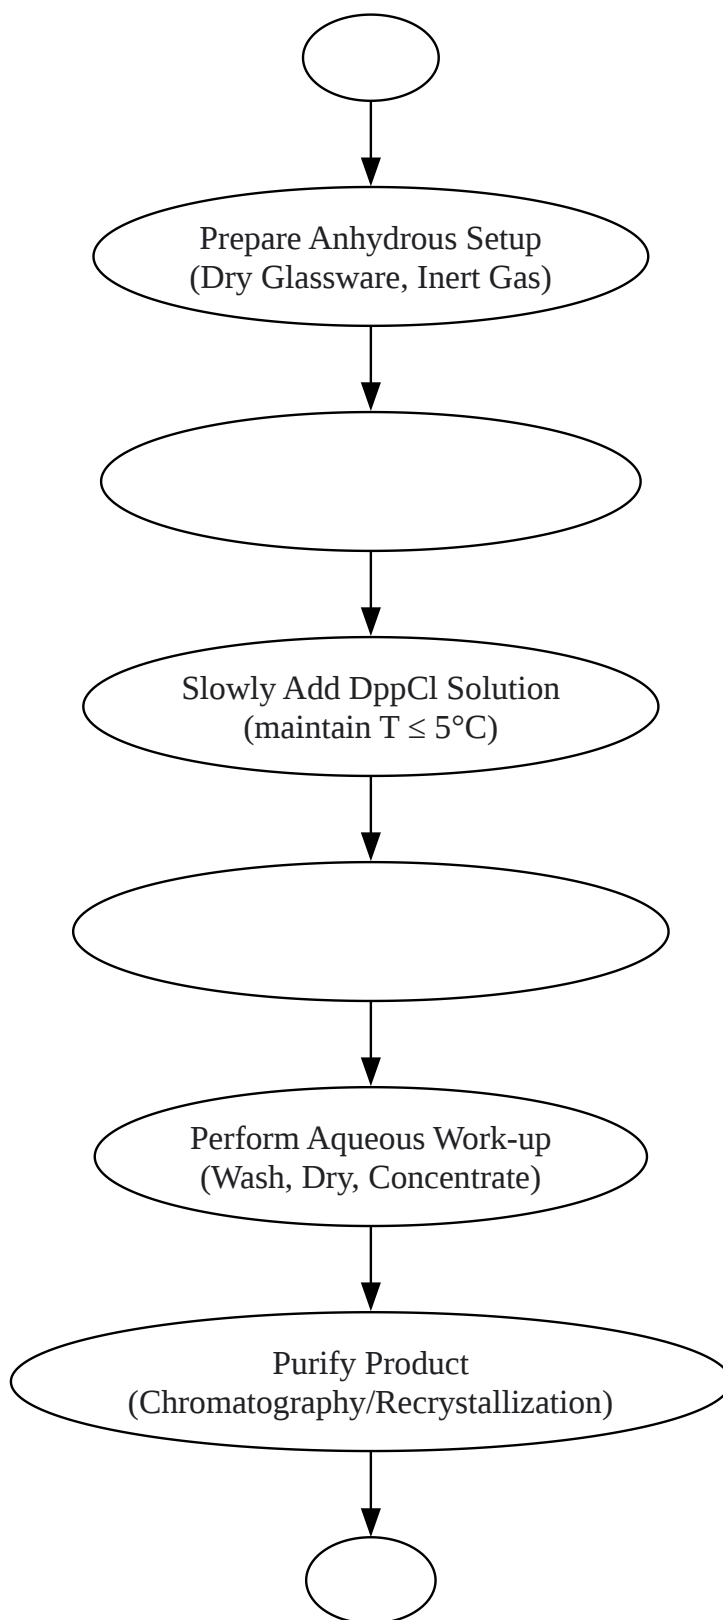 Prepare Anhydrous Setup
(Dry Glassware, Inert Gas)
Slowly Add DppCl Solution
(maintain T ≤ 5°C)
Perform Aqueous Work-up
(Wash, Dry, Concentrate)
Purify Product
(Chromatography/Recrystallization)